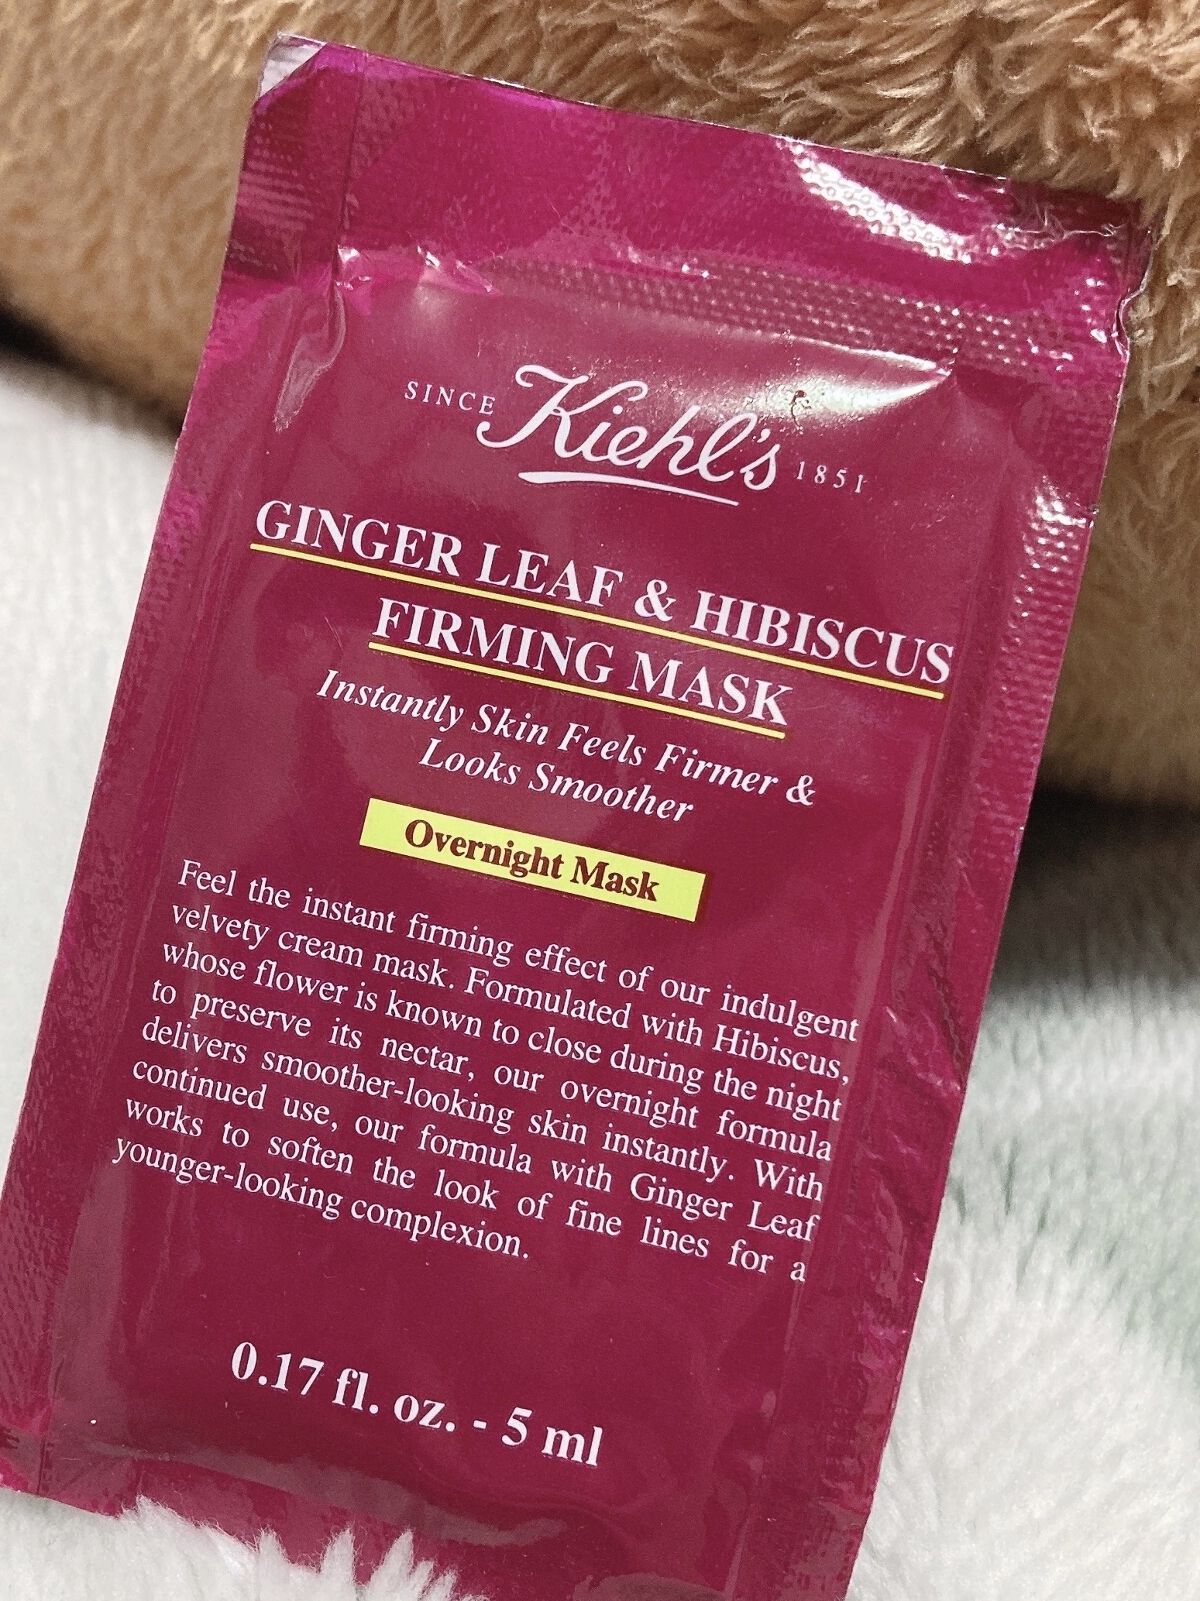 SINCE Kiehl's 1851
GINGER LEAF & HIBISCUS
FIRMING MASK
Instantly Skin Feels Firmer &
Looks Smoother
Overnight Mask
Feel the instant firming effect of our indulgent
velvety cream mask. Formulated with Hibiscus,
whose flower is known to close during the night
to preserve its nectar, our overnight formula
delivers smoother-looking skin instantly. With
continued use, our formula with Ginger Leaf
works to soften the look of fine lines for a
younger-looking complexion.
0.17 fl. oz. - 5 ml